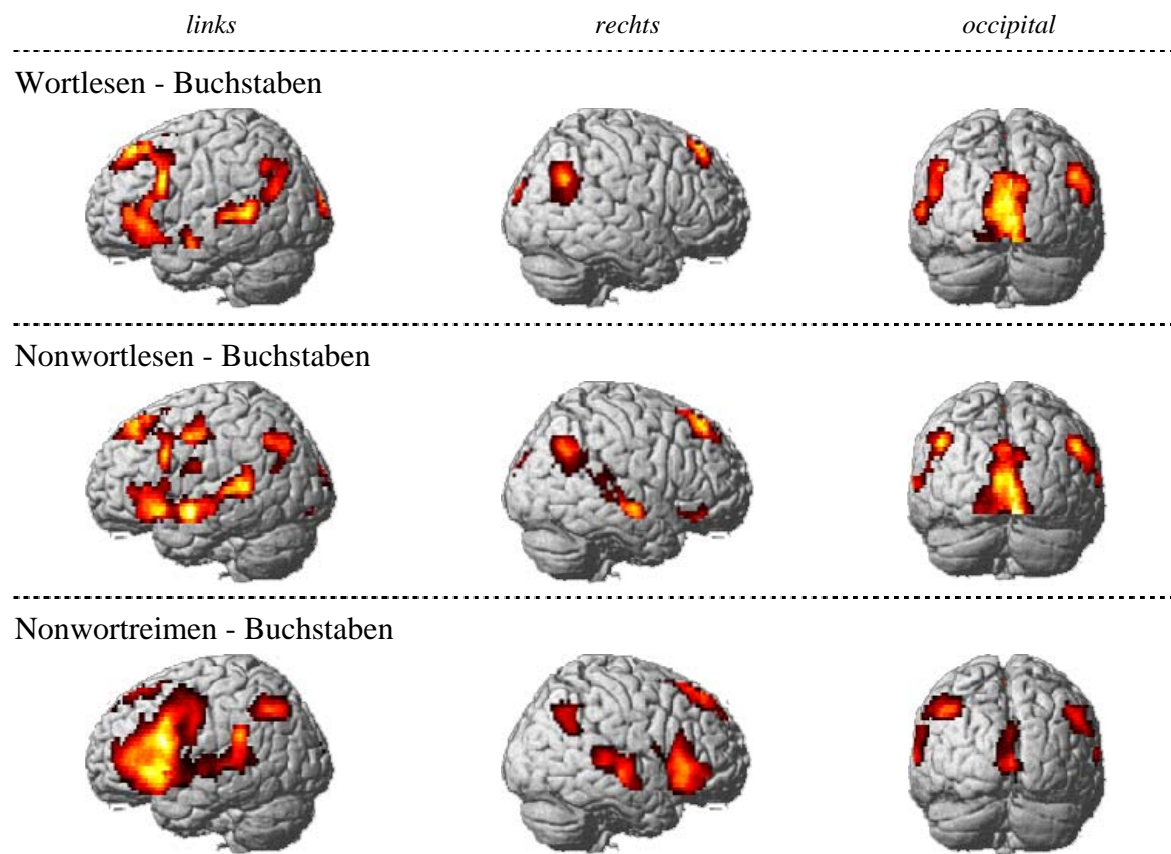 links rechts occipital
Wortlesen - Buchstaben
Nonwortlesen - Buchstaben
Nonwortreimen - Buchstaben